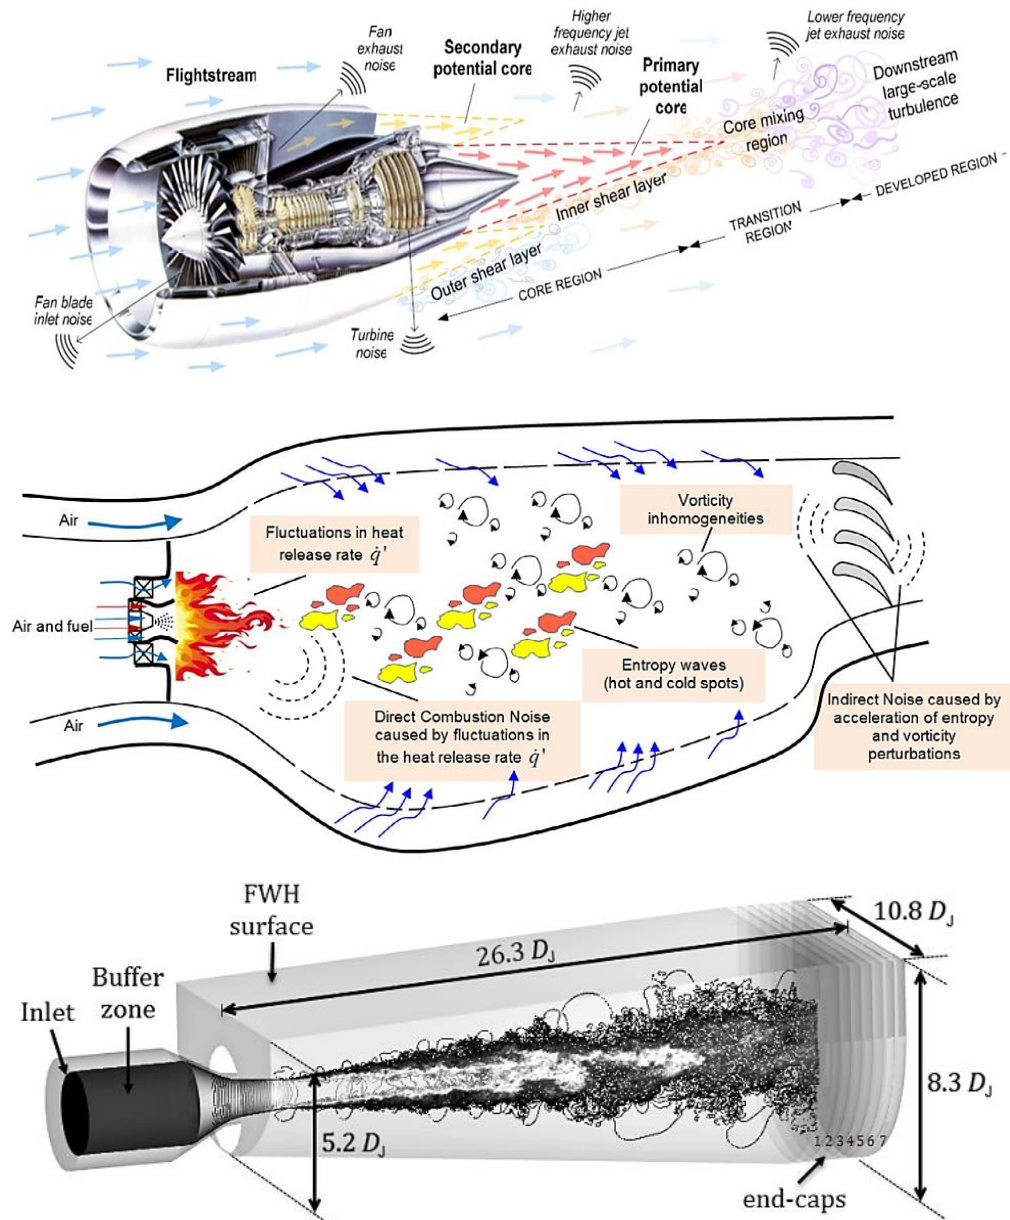 Fan
exhaust
noise
Flightstream
Secondary
potential core
Higher
frequency jet
exhaust noise
Primary
potential
core
Lower frequency
jet exhaust noise
Downstream
large-scale
turbulence
Core mixing
region
Inner shear layer
Outer shear layer
CORE REGION
TRANSITION
REGION'
DEVELOPED REGION
Fan blade
inlet noise
Turbine
noise
Air
Fluctuations in heat
release rate q̇'
Vorticity
inhomogeneities
Air and fuel
Entropy waves
(hot and cold spots)
Air
Direct Combustion Noise
caused by fluctuations in
the heat release rate q̇'
Indirect Noise caused by
acceleration of entropy
and vorticity
perturbations
FWH
surface
Buffer
zone
Inlet
26.3 D_J
10.8 D_J
5.2 D_J
8.3 D_J
1 2 3 4 5 6 7
end-caps